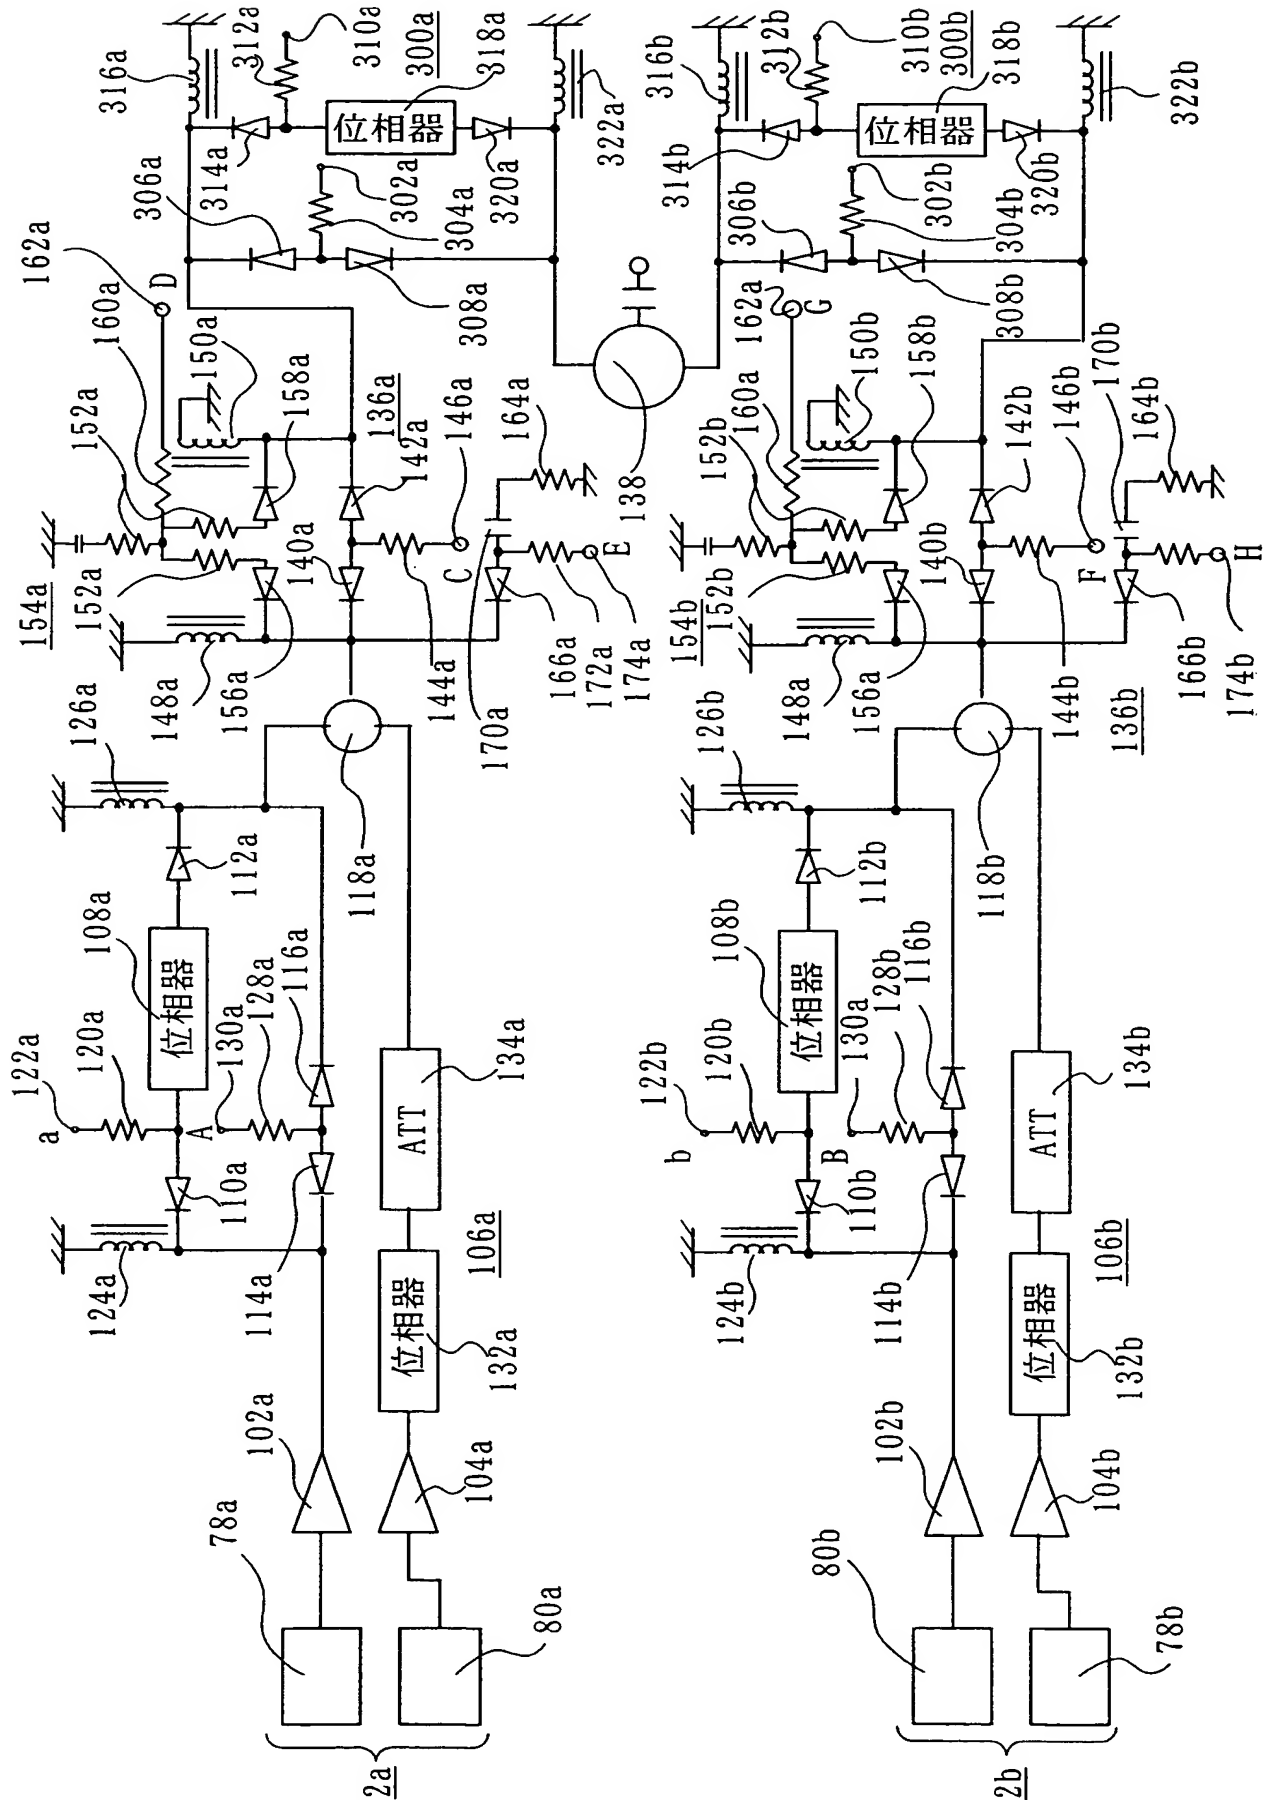 2a
78a
80a
102a
104a
位相器
132a
106a
ATT
134a
124a
110a
114a
a
122a
120a
A
130a
128a
116a
位相器
108a
112a
126a
118a
154a
152a
152a
148a
156a
140a
144a
C
146a
142a
136a
158a
150a
160a
162a
D
170a
166a
172a
174a
E
164a
138
306a
308a
304a
302a
314a
316a
312a
310a
300a
位相器
318a
320a
322a
2b
80b
78b
102b
104b
位相器
132b
106b
ATT
134b
124b
110b
114b
b
122b
120b
B
130a
128b
116b
位相器
108b
112b
126b
118b
154b
152b
152b
148a
156a
140b
144b
136b
F
146b
142b
158b
150b
160a
162a
G
170b
166b
174b
H
164b
306b
308b
304b
302b
314b
316b
312b
310b
300b
位相器
318b
320b
322b